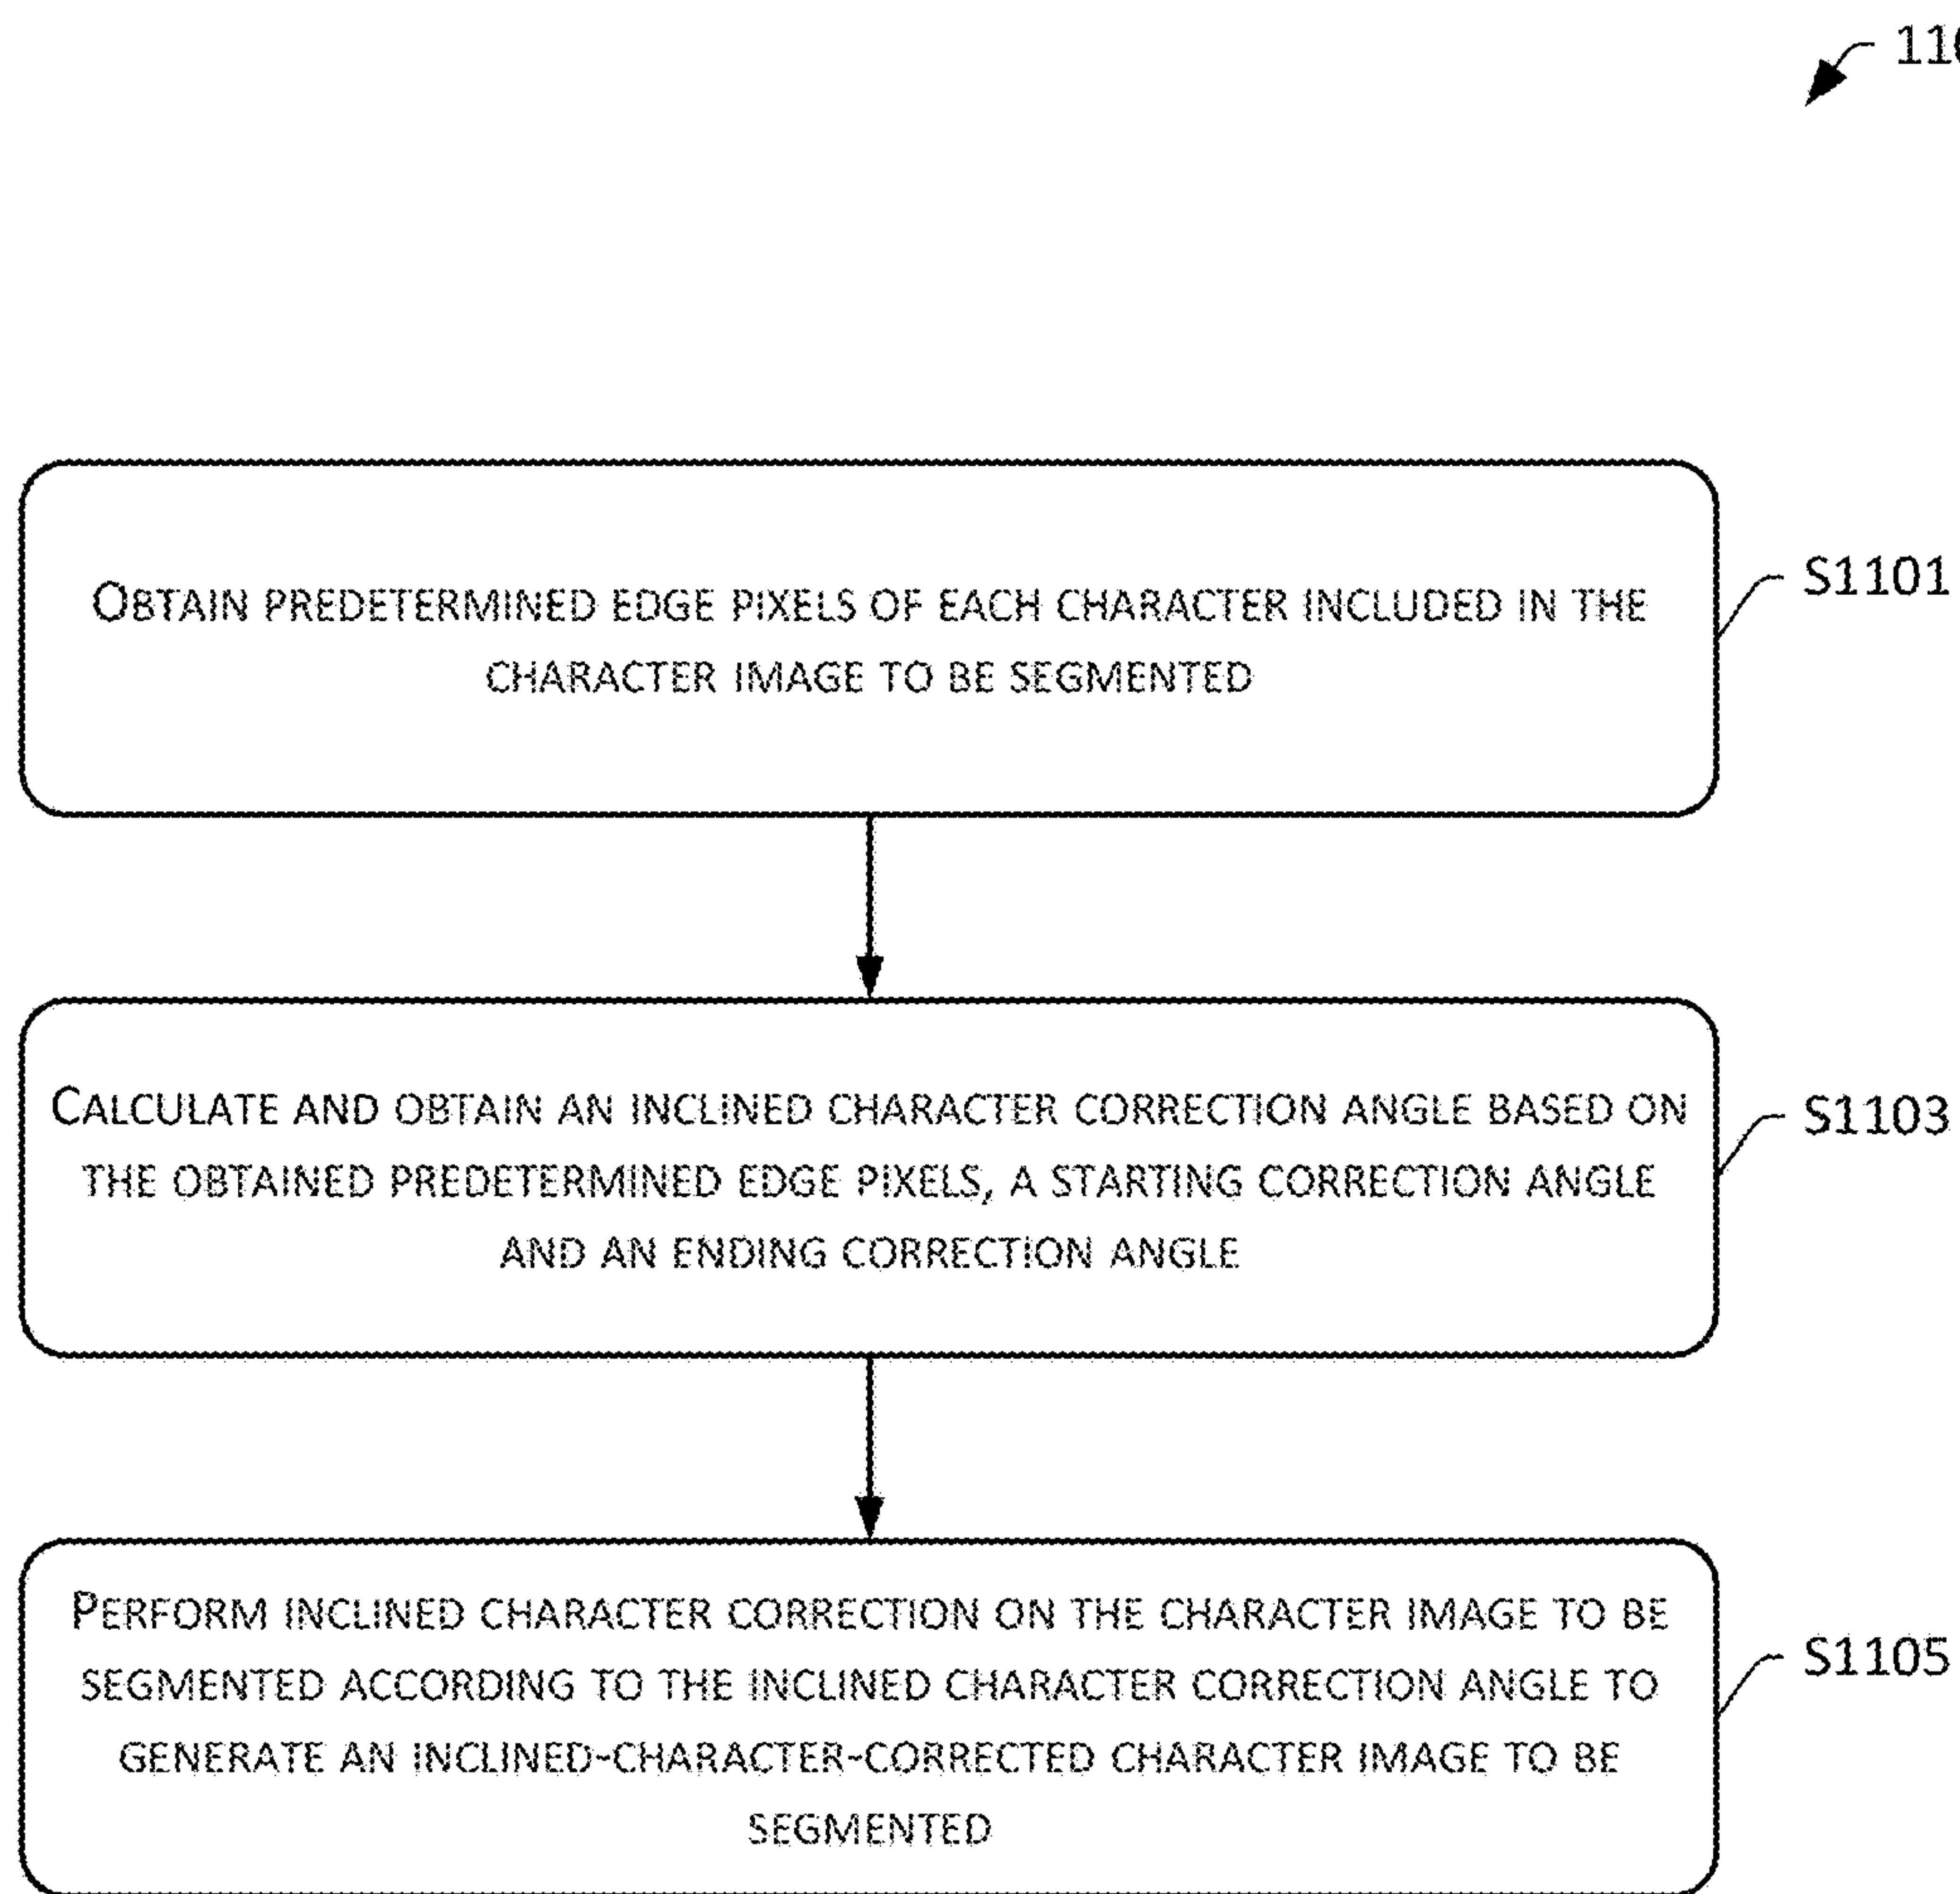 OBTAIN PREDETERMINED EDGE PIXELS OF EACH CHARACTER INCLUDED IN THE
CHARACTER IMAGE TO BE SEGMENTED
S1101
CALCULATE AND OBTAIN AN INCLINED CHARACTER CORRECTION ANGLE BASED ON
THE OBTAINED PREDETERMINED EDGE PIXELS, A STARTING CORRECTION ANGLE
AND AN ENDING CORRECTION ANGLE
S1103
PERFORM INCLINED CHARACTER CORRECTION ON THE CHARACTER IMAGE TO BE
SEGMENTED ACCORDING TO THE INCLINED CHARACTER CORRECTION ANGLE TO
GENERATE AN INCLINED-CHARACTER-CORRECTED CHARACTER IMAGE TO BE
SEGMENTED
S1105